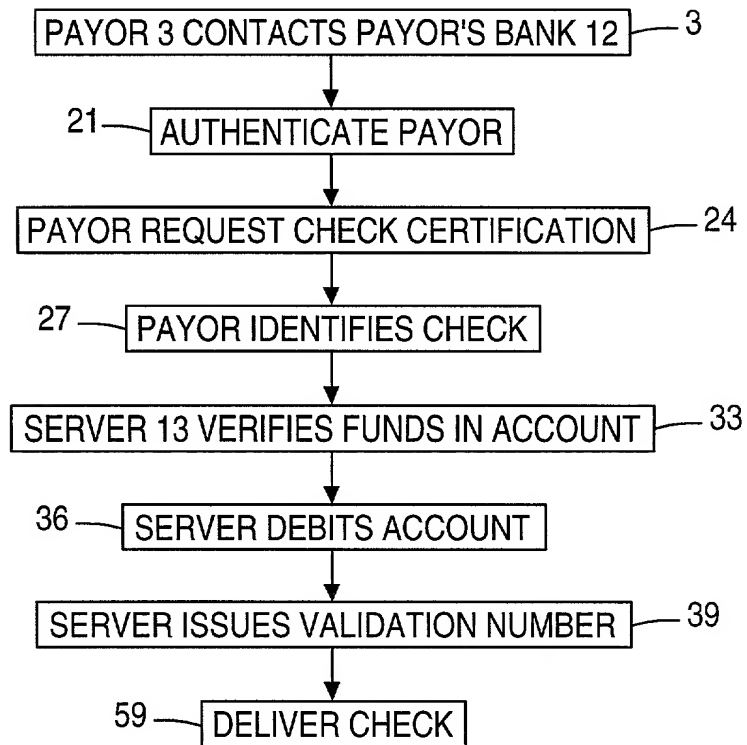 PAYOR 3 CONTACTS PAYOR'S BANK 12 3
21 AUTHENTICATE PAYOR
PAYOR REQUEST CHECK CERTIFICATION 24
27 PAYOR IDENTIFIES CHECK
SERVER 13 VERIFIES FUNDS IN ACCOUNT 33
36 SERVER DEBITS ACCOUNT
SERVER ISSUES VALIDATION NUMBER 39
59 DELIVER CHECK